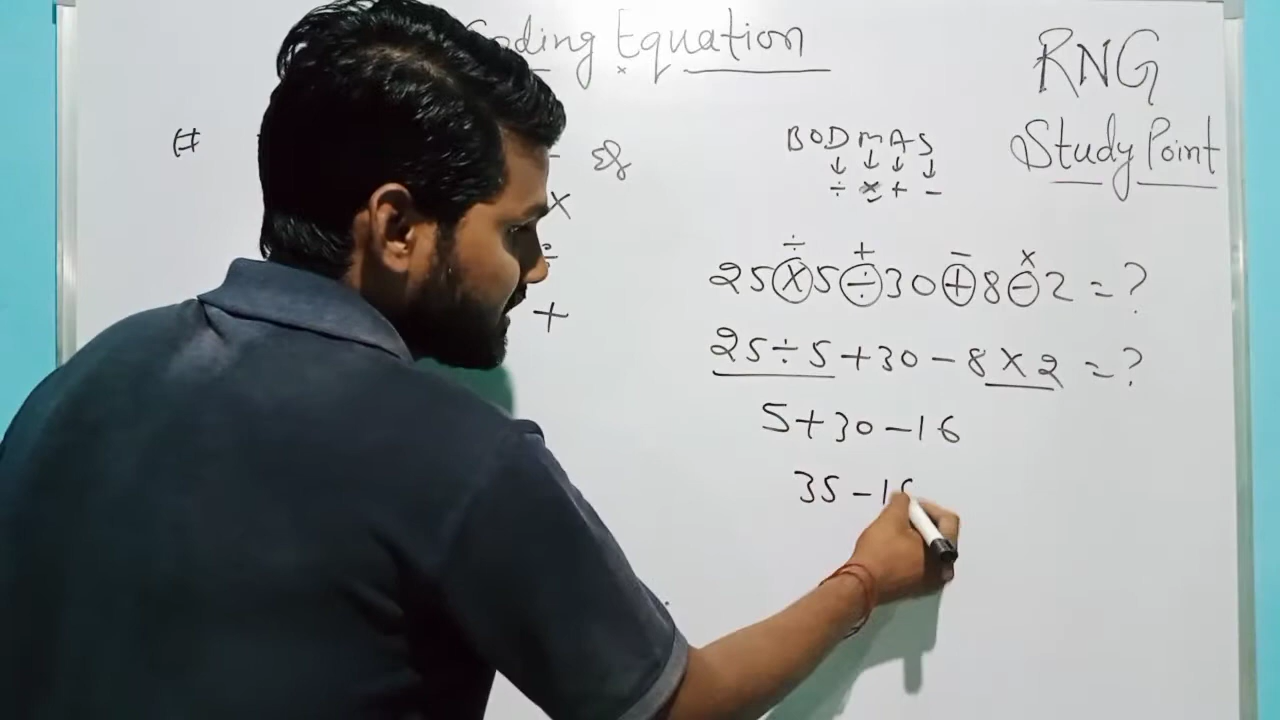 Coding Equation
RNG
Study Point
#
BODMAS
↓ ↓ ↓ ↓
÷ × + −
-
×
÷
+
÷ + − ×
25×5÷30+8−2=?
25÷5+30−8×2=?
5+30−16
35−16